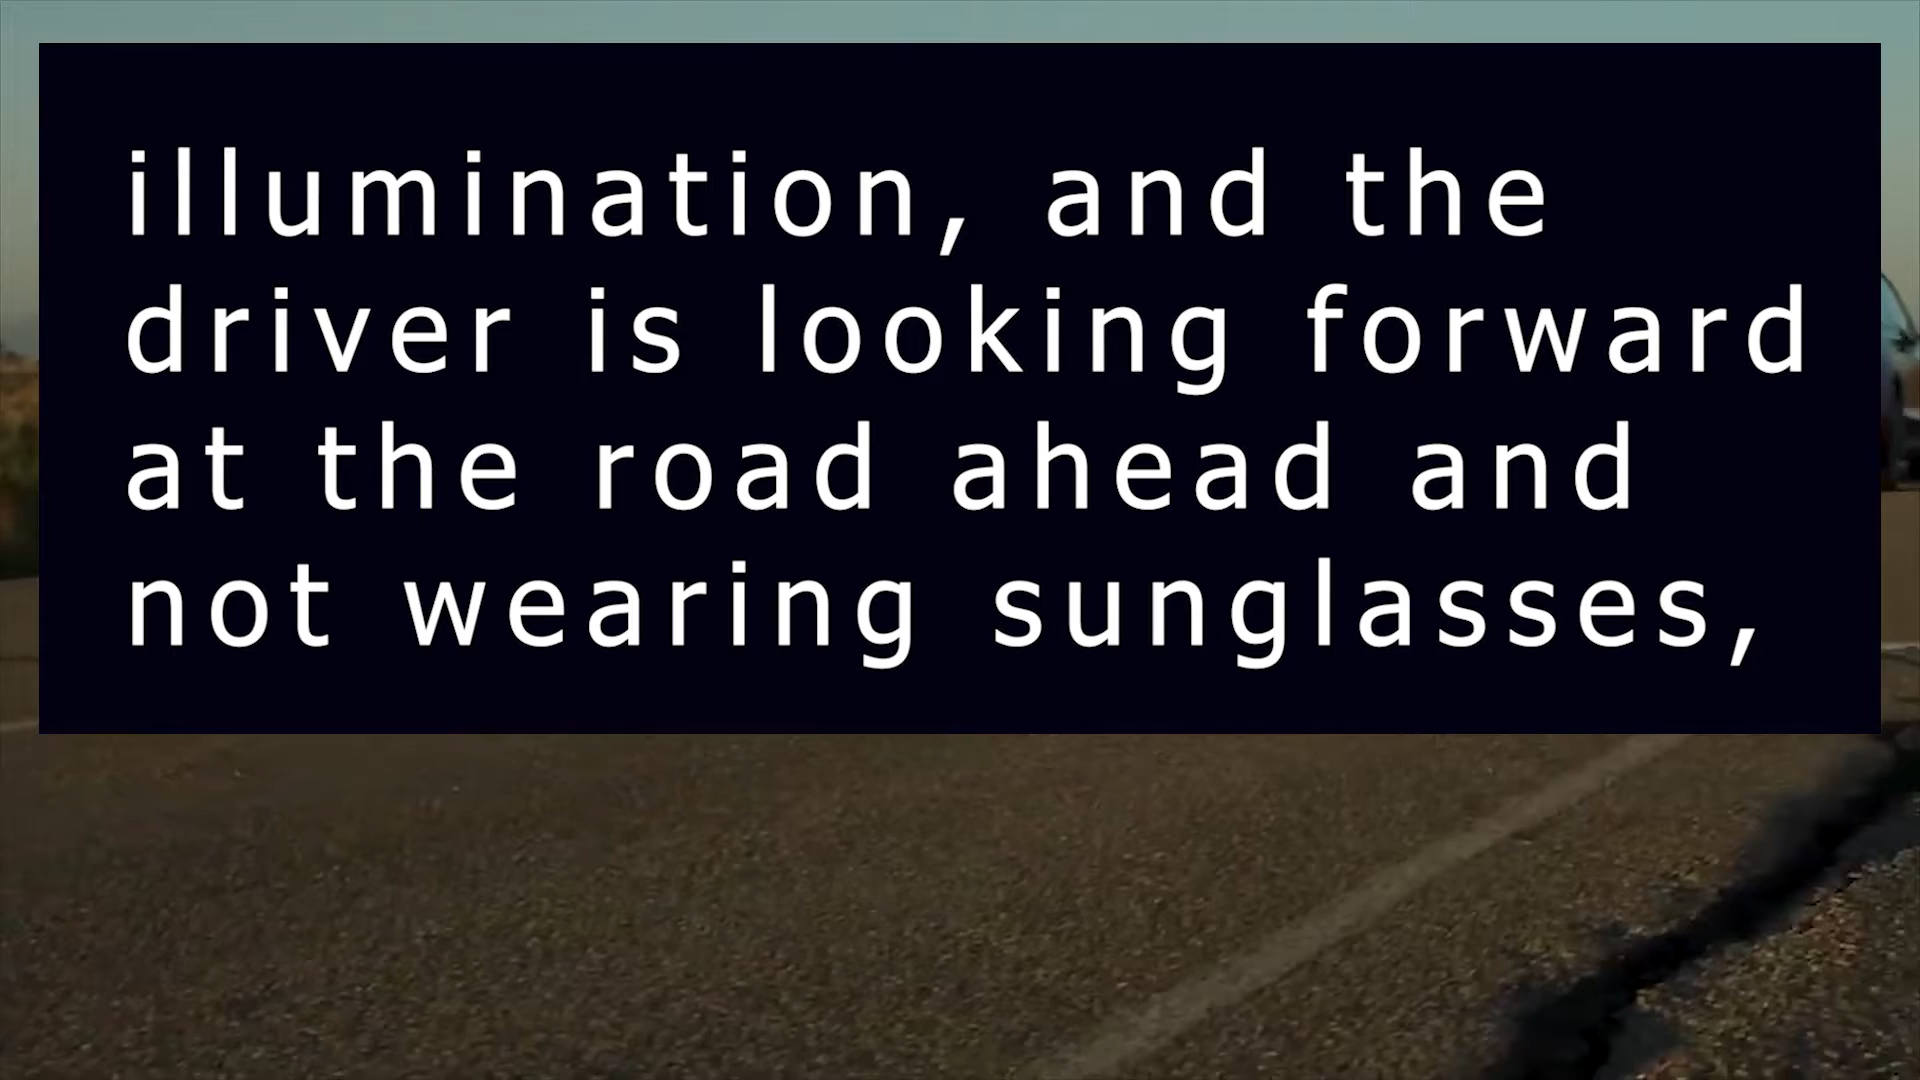 illumination, and the
driver is looking forward
at the road ahead and
not wearing sunglasses,